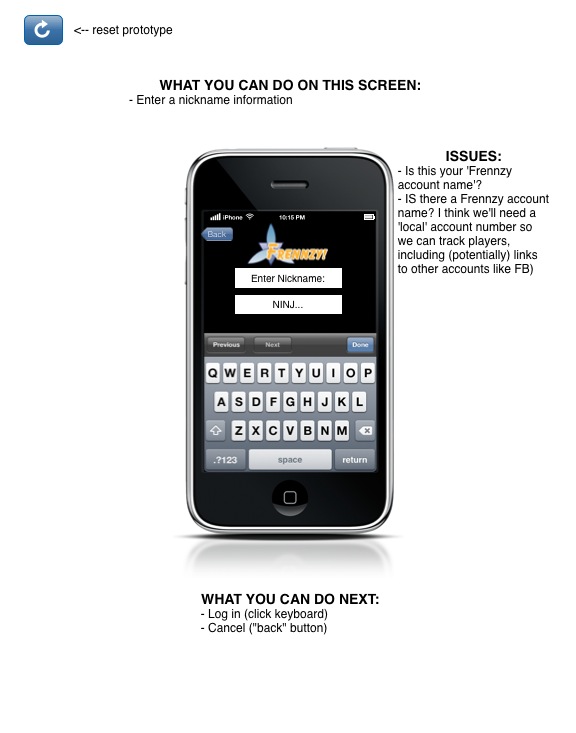 <-- reset prototype
WHAT YOU CAN DO ON THIS SCREEN:
- Enter a nickname information
ISSUES:
- Is this your 'Frennzy
account name'?
- IS there a Frennzy account
name? I think we'll need a
'local' account number so
we can track players,
including (potentially) links
to other accounts like FB)
iPhone 10:15 PM
Back
FRENNZY!
Enter Nickname:
NINJ...
Previous Next Done
Q W E R T Y U I O P
A S D F G H J K L
Z X C V B N M
.?123 space return
WHAT YOU CAN DO NEXT:
- Log in (click keyboard)
- Cancel ("back" button)